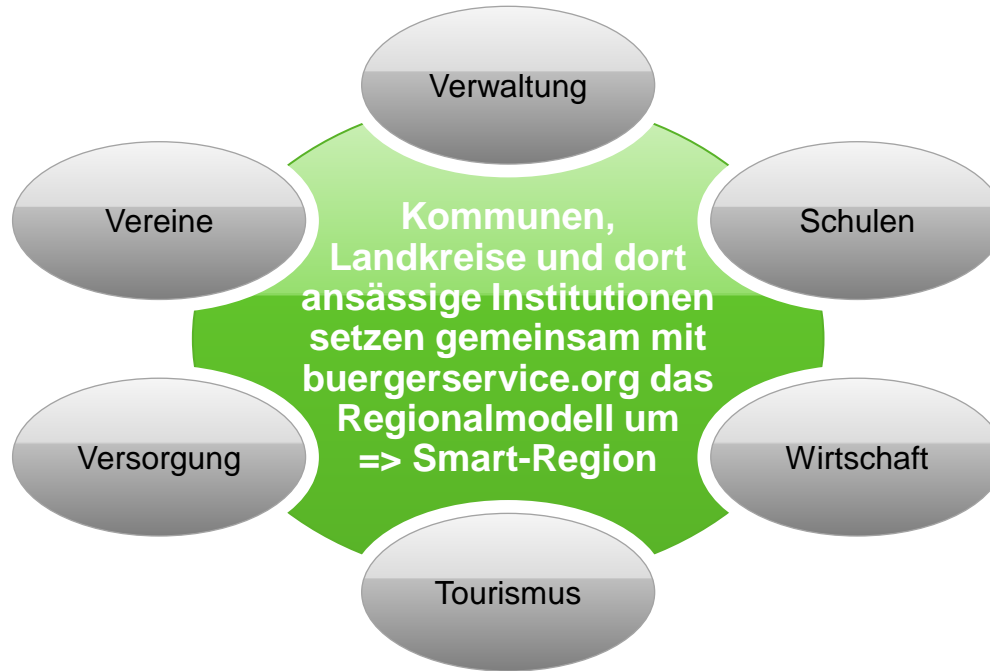 Verwaltung
Vereine
Schulen
Kommunen,
Landkreise und dort
ansässige Institutionen
setzen gemeinsam mit
buergerservice.org das
Regionalmodell um
=> Smart-Region
Versorgung
Wirtschaft
Tourismus